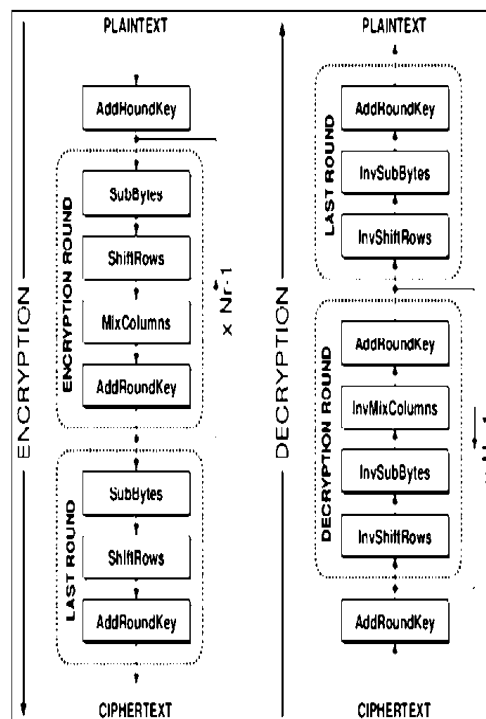 PLAINTEXT
AddRoundKey
SubBytes
ShiftRows
MixColumns
AddRoundKey
ENCRYPTION ROUND
x Nr-1
SubBytes
ShiftRows
AddRoundKey
LAST ROUND
CIPHERTEXT
ENCRYPTION
PLAINTEXT
AddRoundKey
InvSubBytes
InvShiftRows
LAST ROUND
AddRoundKey
InvMixColumns
InvSubBytes
InvShiftRows
DECRYPTION ROUND
AddRoundKey
CIPHERTEXT
DECRYPTION